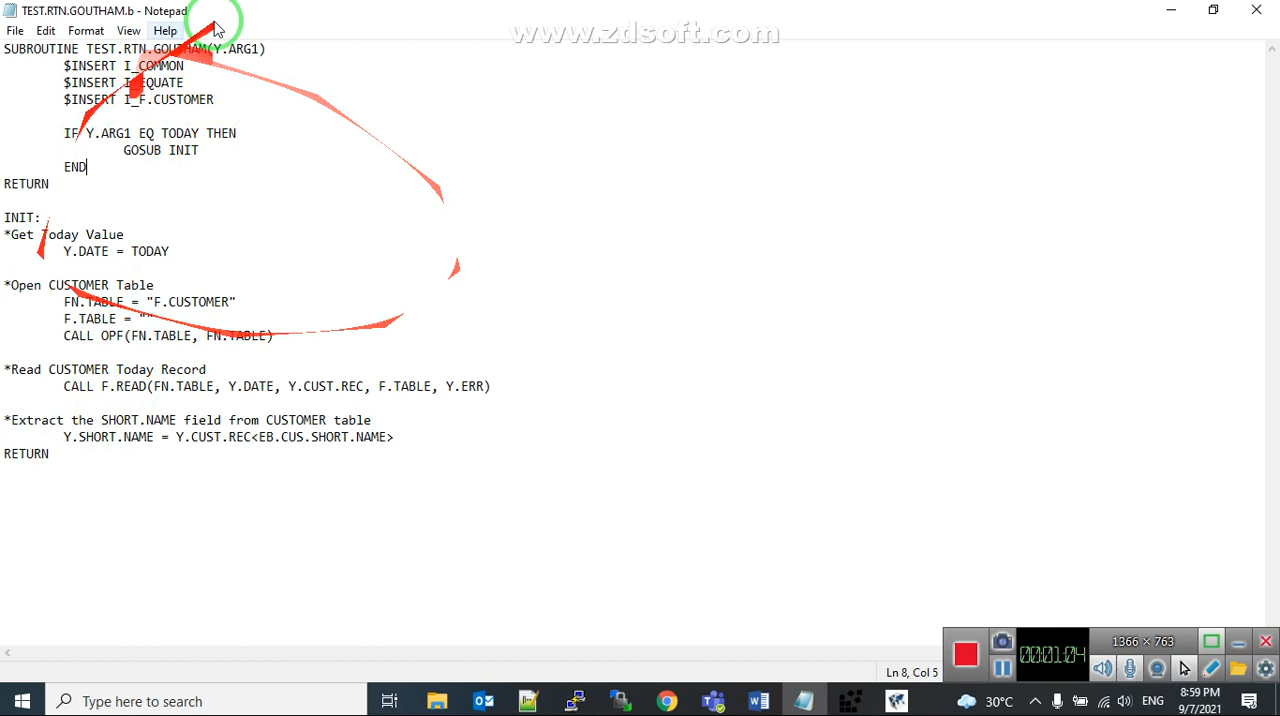 TEST.RTN.GOUTHAM.b - Notepad
www.zdsoft.com
File Edit Format View Help
SUBROUTINE TEST.RTN.GOUTHAM(Y.ARG1)
$INSERT I_COMMON
$INSERT I_EQUATE
$INSERT I_F.CUSTOMER
IF Y.ARG1 EQ TODAY THEN
GOSUB INIT
END
RETURN
INIT:
*Get Today Value
Y.DATE = TODAY
*Open CUSTOMER Table
FN.TABLE = "F.CUSTOMER"
F.TABLE = ""
CALL OPF(FN.TABLE, FN.TABLE)
*Read CUSTOMER Today Record
CALL F.READ(FN.TABLE, Y.DATE, Y.CUST.REC, F.TABLE, Y.ERR)
*Extract the SHORT.NAME field from CUSTOMER table
Y.SHORT.NAME = Y.CUST.REC<EB.CUS.SHORT.NAME>
RETURN
1366 × 763
00:01:04
Ln 8, Col 5
Type here to search
30°C
ENG
8:59 PM
9/7/2021